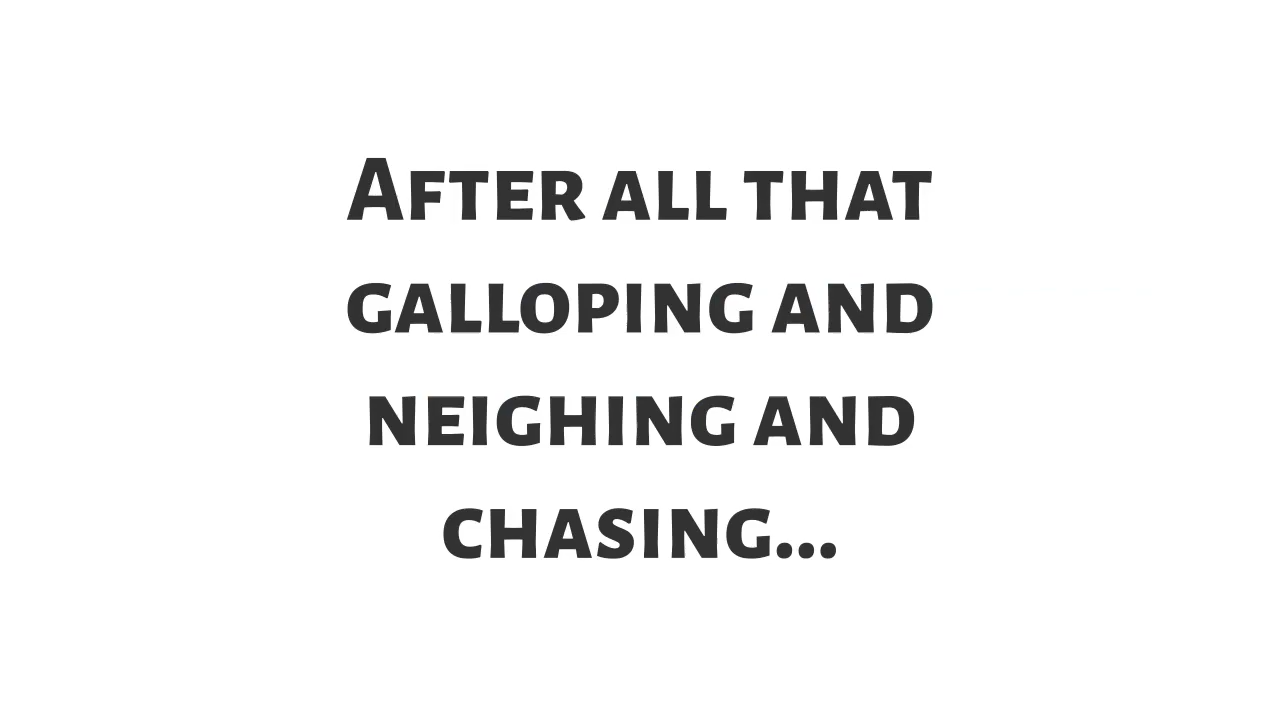 After all that
galloping and
neighing and
chasing...